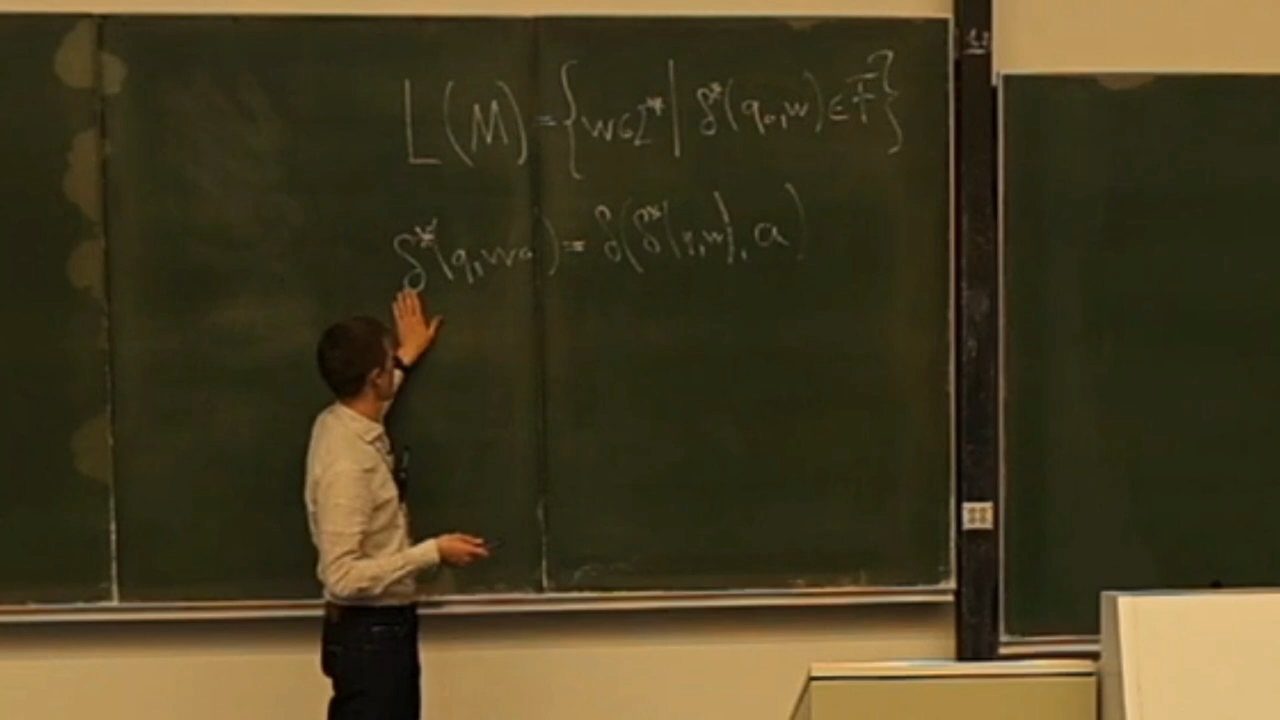 L(M) = {w∈Σ* | δ*(q₀,w) ∈ F}
δ*(q,wa) = δ(δ*(q,w), a)